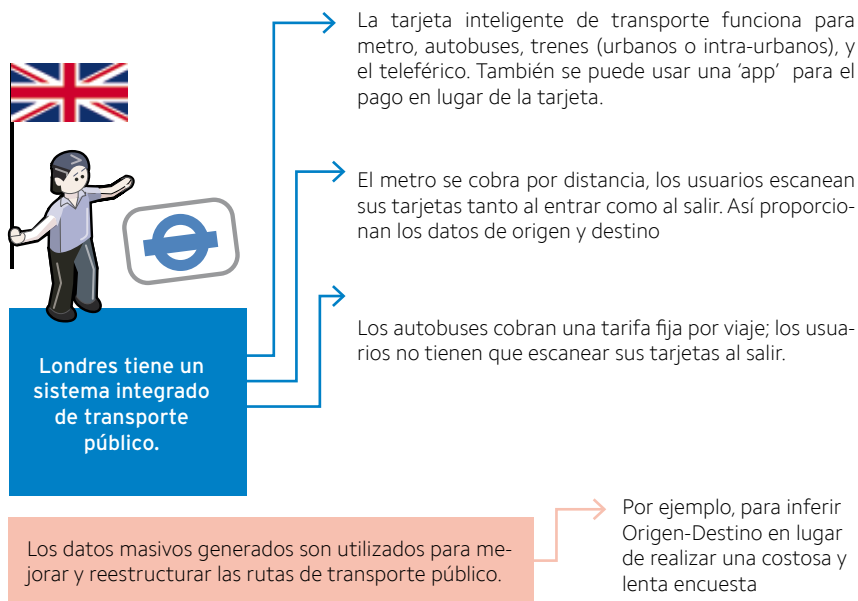 La tarjeta inteligente de transporte funciona para
metro, autobuses, trenes (urbanos o intra-urbanos), y
el teleférico. También se puede usar una ‘app’ para el
pago en lugar de la tarjeta.
El metro se cobra por distancia, los usuarios escanean
sus tarjetas tanto al entrar como al salir. Así proporcio-
nan los datos de origen y destino
Los autobuses cobran una tarifa fija por viaje; los usua-
rios no tienen que escanear sus tarjetas al salir.
Londres tiene un
sistema integrado
de transporte
público.
Los datos masivos generados son utilizados para me-
jorar y reestructurar las rutas de transporte público.
Por ejemplo, para inferir
Origen-Destino en lugar
de realizar una costosa y
lenta encuesta